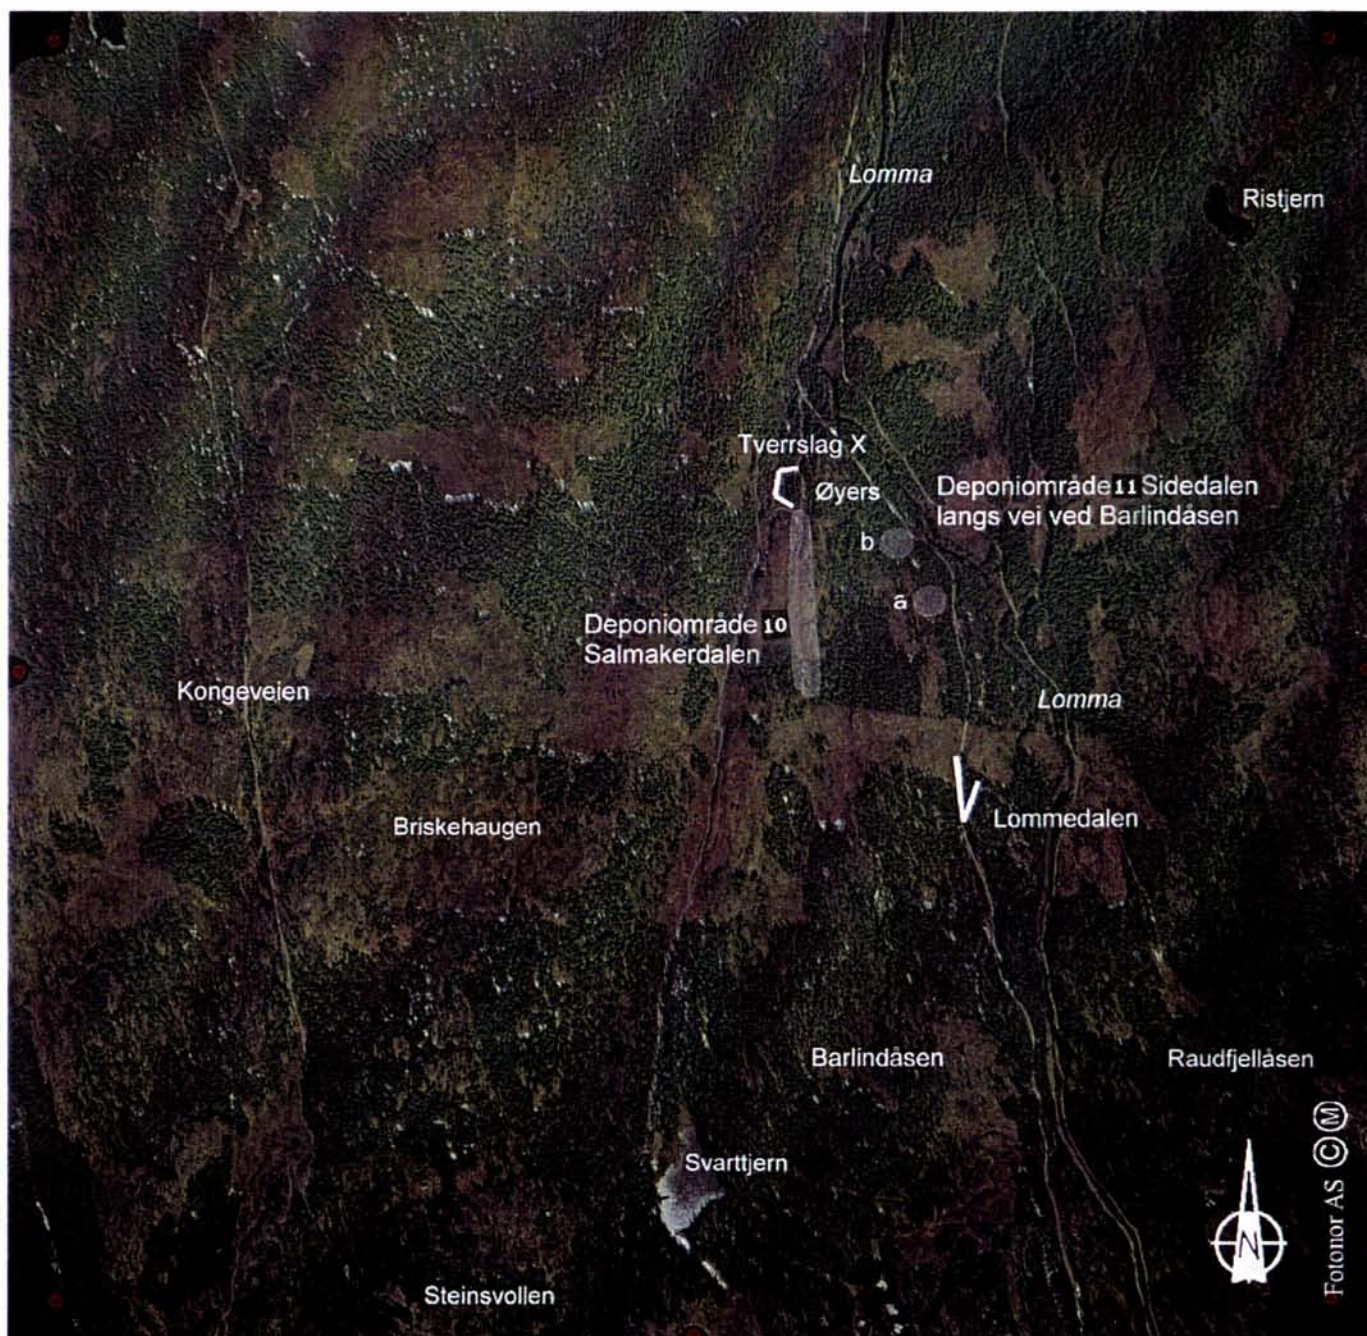 Lomma
Ristjern
Tverrslag X
Øyers
Deponiområde 11 Sidedalen
langs vei ved Barlindåsen
b
a
Deponiområde 10
Salmakerdalen
Kongeveien
Lomma
Briskehaugen
Lommedalen
Barlindåsen
Raudfjellåsen
Svarttjern
Steinsvollen
N
Fotonor AS © Ⓜ